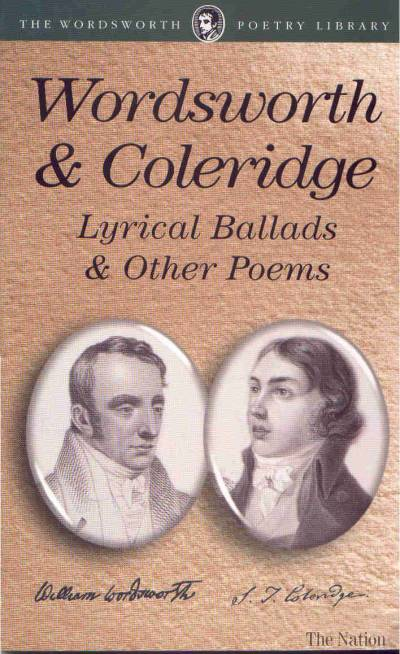 THE WORDSWORTH POETRY LIBRARY
Wordsworth
& Coleridge
Lyrical Ballads
& Other Poems
William Wordsworth S. T. Coleridge.
The Nation